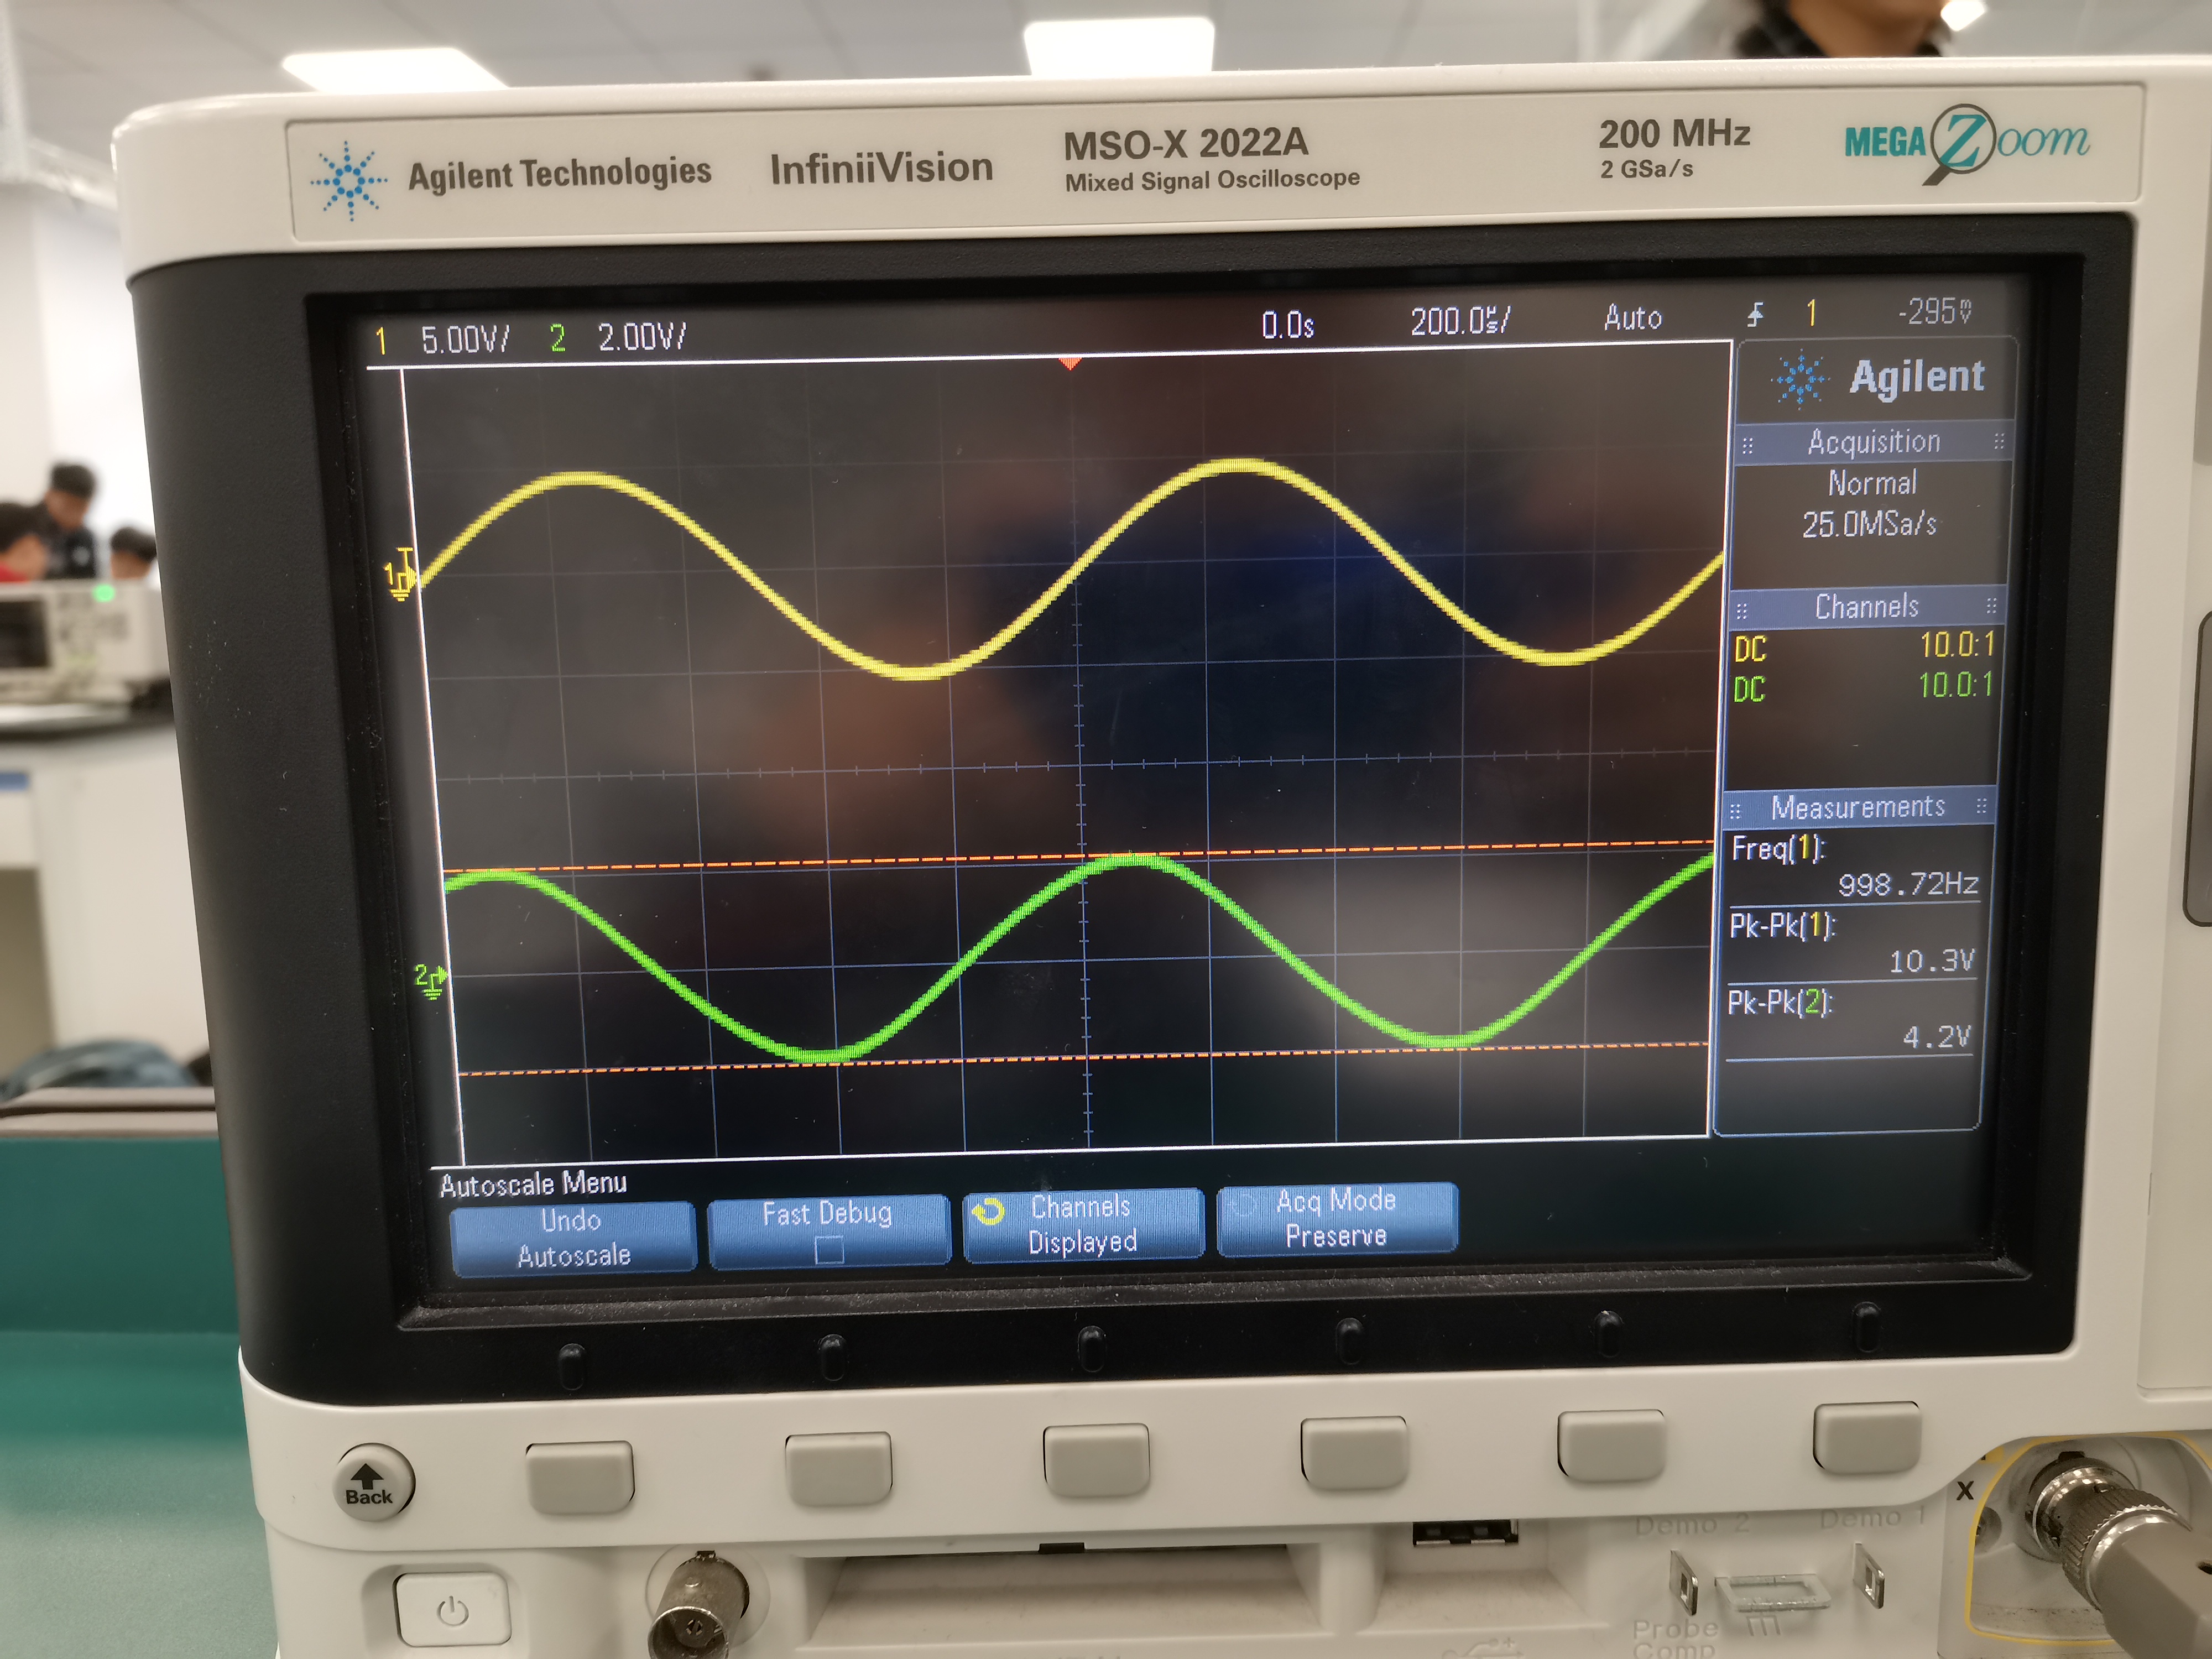 Agilent Technologies InfiniiVision MSO-X 2022A 200 MHz MEGA Zoom
Mixed Signal Oscilloscope 2 GSa/s
1 5.00V/ 2 2.00V/ 0.0s 200.0µs/ Auto 1 -295mV
Agilent
Acquisition
Normal
25.0MSa/s
Channels
DC 10.0:1
DC 10.0:1
Measurements
Freq(1):
998.72Hz
Pk-Pk(1):
10.3V
Pk-Pk(2):
4.2V
T
1
2
Autoscale Menu
Undo
Autoscale
Fast Debug
Channels
Displayed
Acq Mode
Preserve
Back
X
Demo 2 Demo 1
Probe
Comp